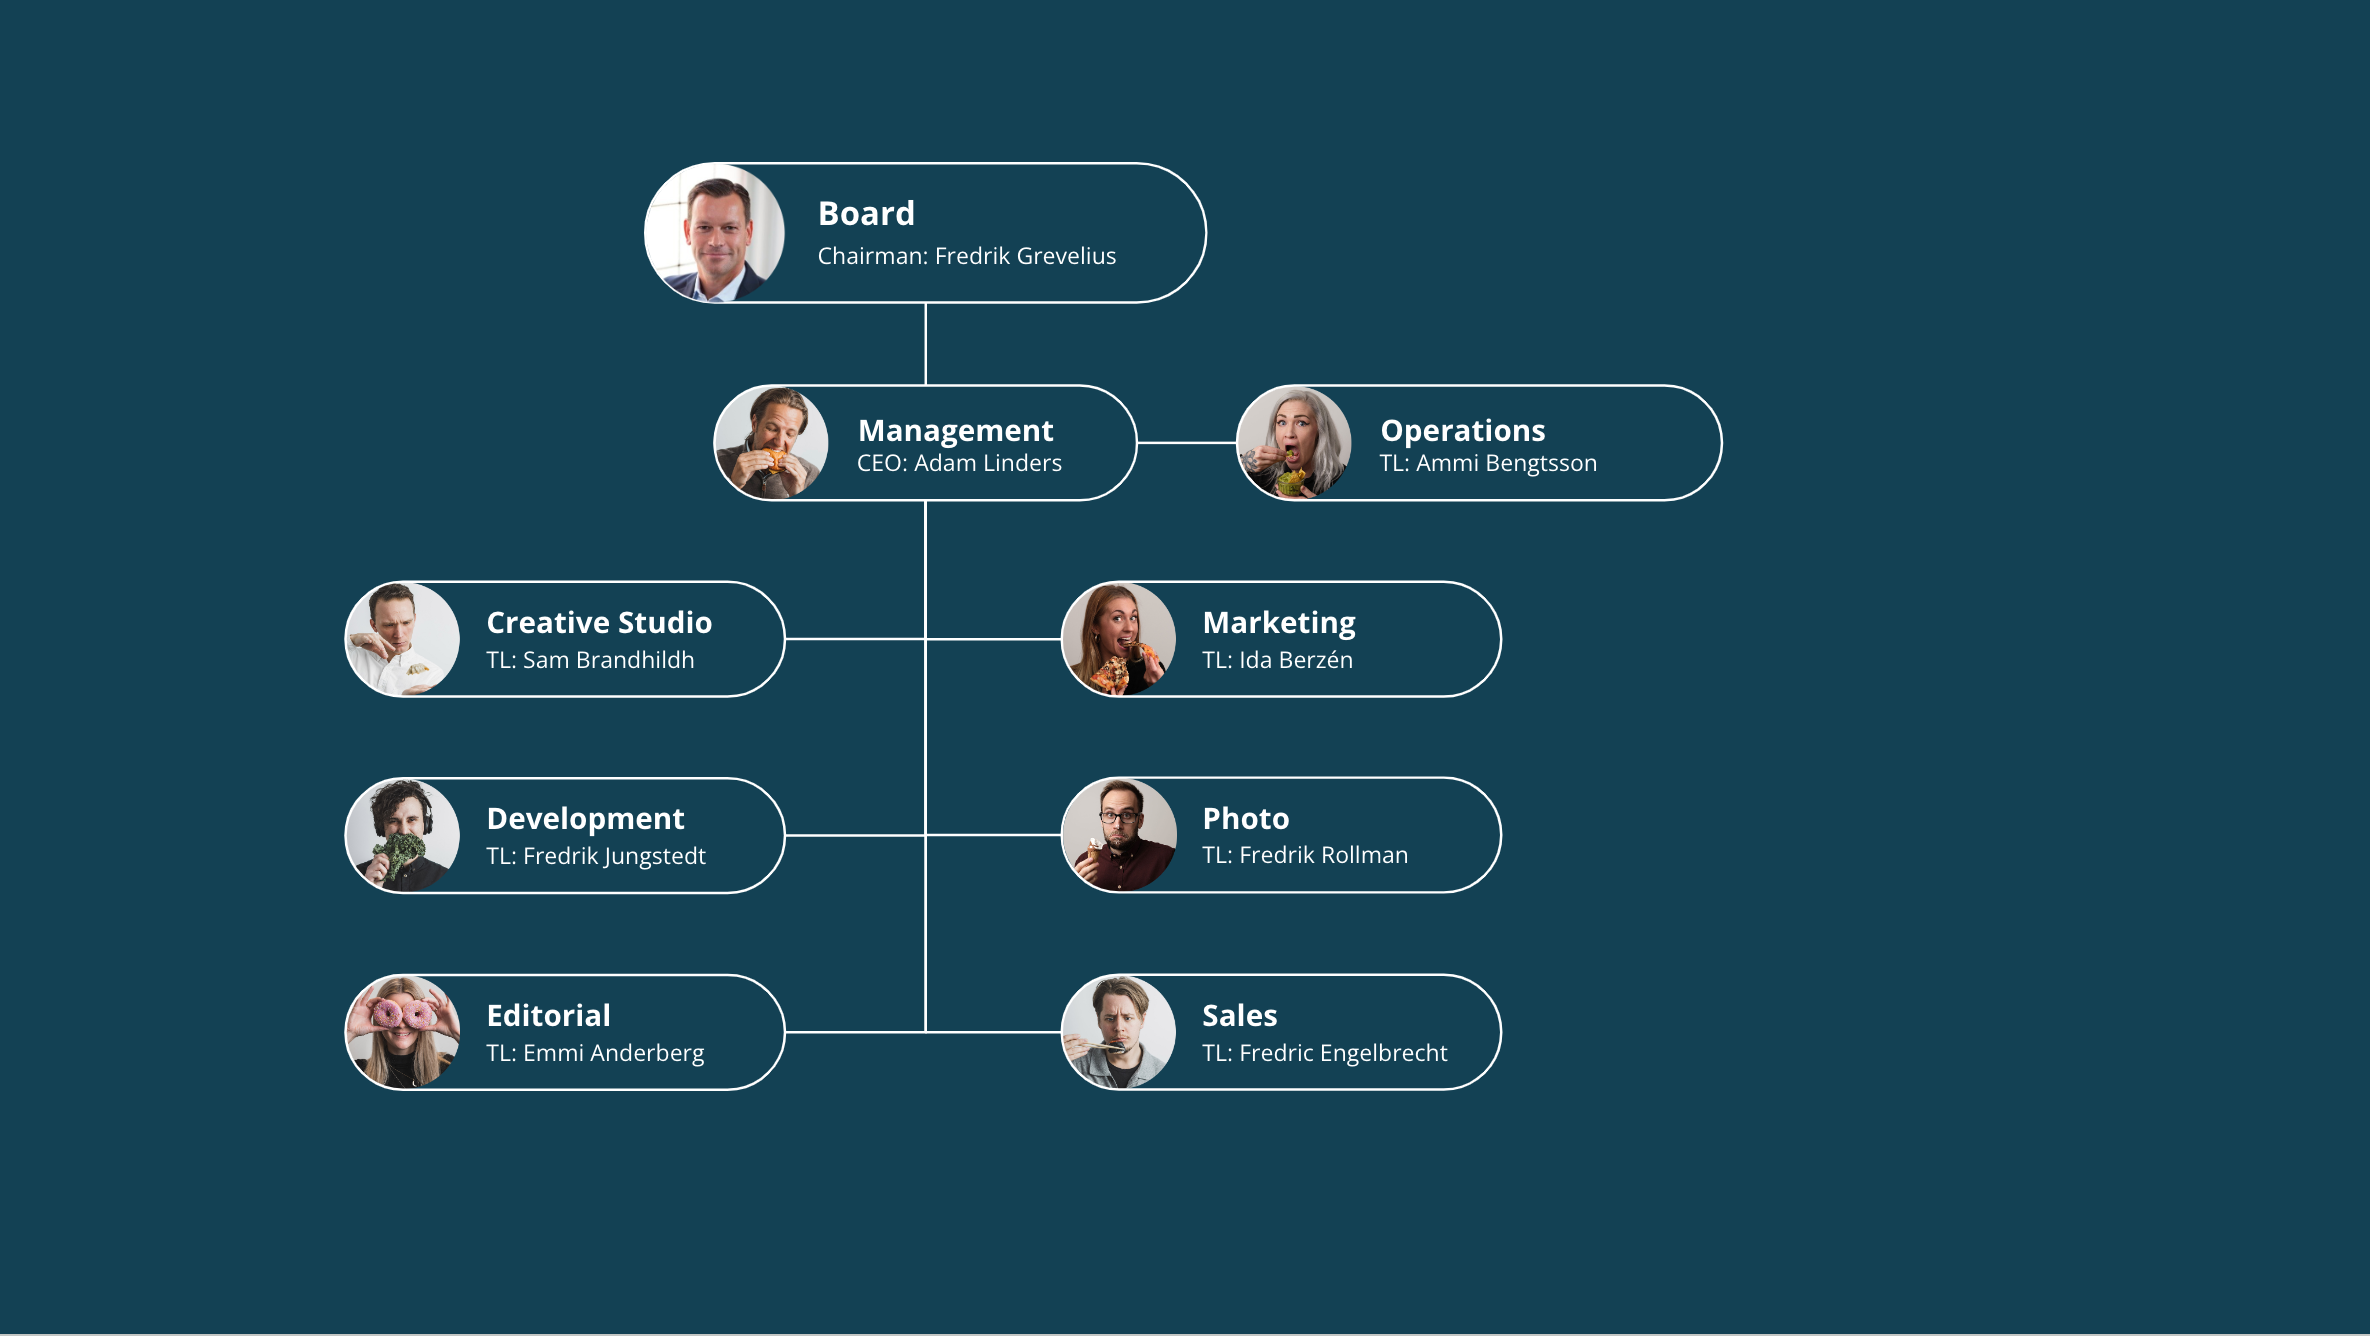 Board
Chairman: Fredrik Grevelius
Management
CEO: Adam Linders
Operations
TL: Ammi Bengtsson
Creative Studio
TL: Sam Brandhildh
Marketing
TL: Ida Berzén
Development
TL: Fredrik Jungstedt
Photo
TL: Fredrik Rollman
Editorial
TL: Emmi Anderberg
Sales
TL: Fredric Engelbrecht